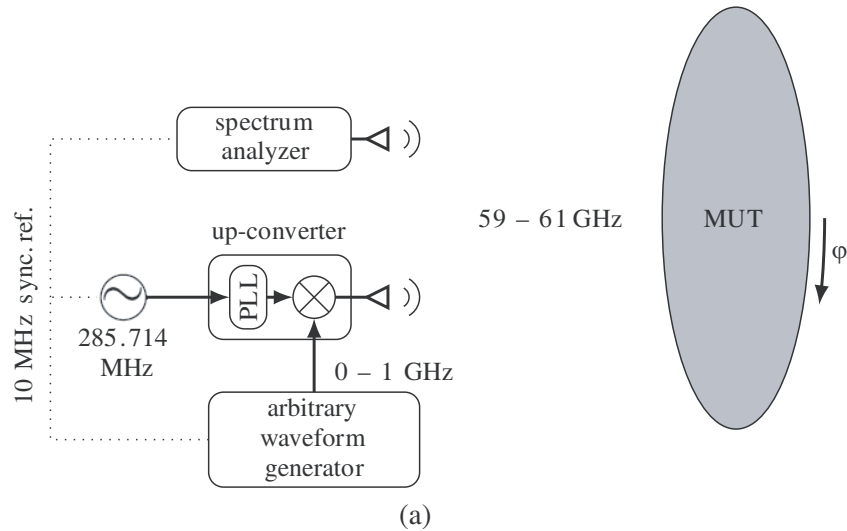 spectrum
analyzer
59 – 61 GHz
MUT
φ
up-converter
PLL
10 MHz sync. ref.
285.714
MHz
0 – 1 GHz
arbitrary
waveform
generator
(a)